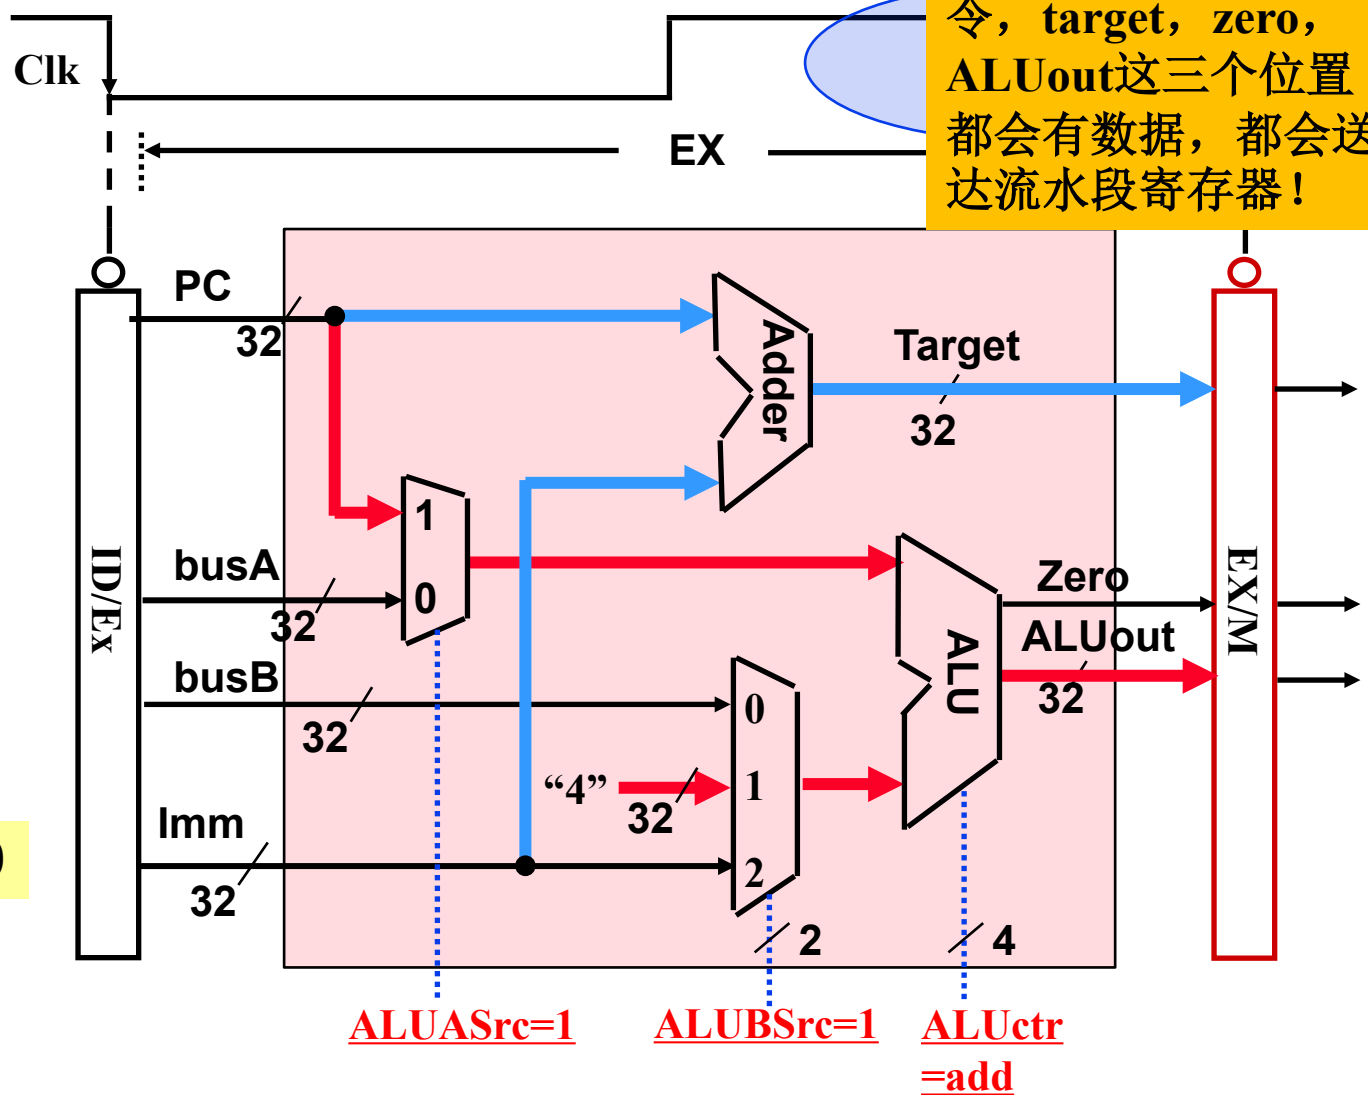 令，target，zero，
ALUout这三个位置
都会有数据，都会送
达流水段寄存器！
Clk
EX
PC
32
Adder
Target
32
1
0
busA
32
ID/Ex
busB
32
Zero
ALUout
32
ALU
EX/M
0
1
2
“4”
32
Imm
32
)
2
4
ALUASrc=1
ALUBSrc=1
ALUctr
=add